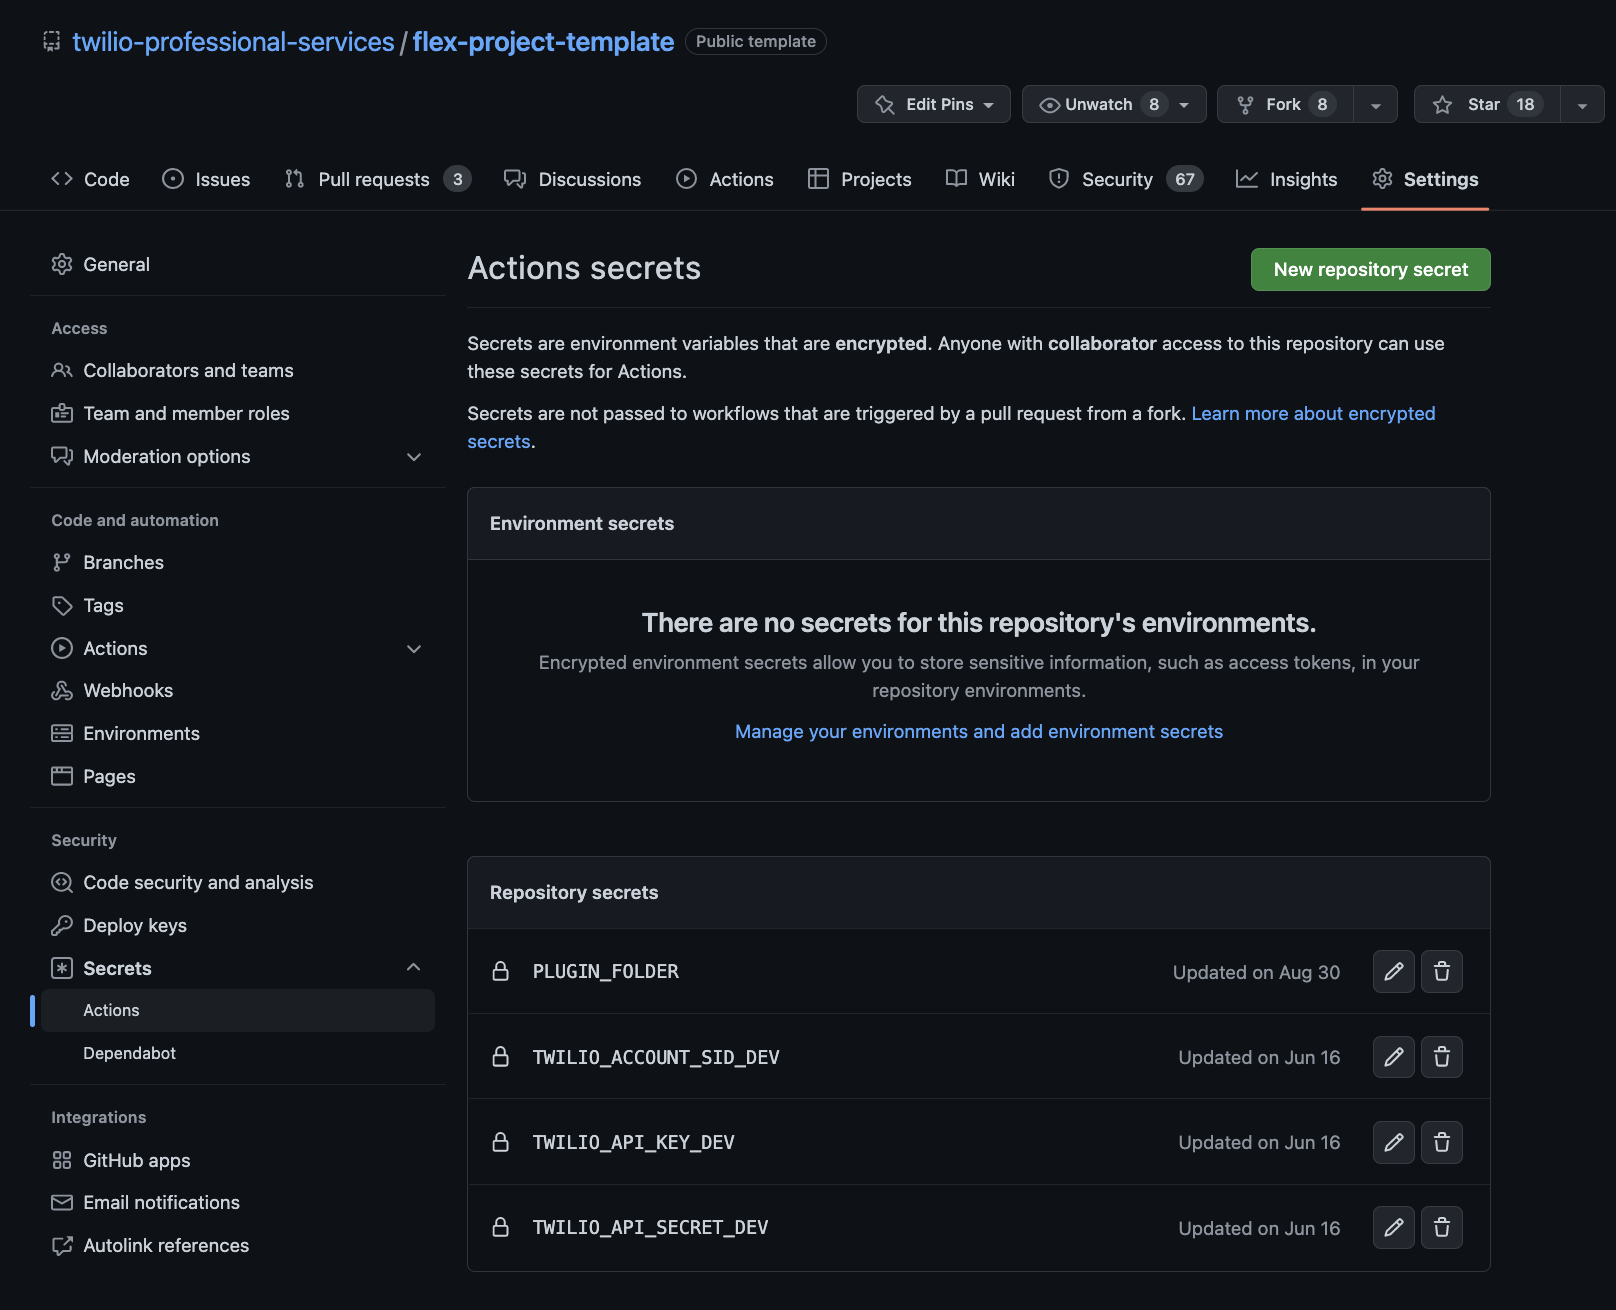 twilio-professional-services / flex-project-template Public template
Edit Pins Unwatch 8 Fork 8 Star 18
Code Issues Pull requests 3 Discussions Actions Projects Wiki Security 67 Insights Settings
General
Access
Collaborators and teams
Team and member roles
Moderation options
Code and automation
Branches
Tags
Actions
Webhooks
Environments
Pages
Security
Code security and analysis
Deploy keys
Secrets
Actions
Dependabot
Integrations
GitHub apps
Email notifications
Autolink references
Actions secrets
New repository secret
Secrets are environment variables that are encrypted. Anyone with collaborator access to this repository can use
these secrets for Actions.
Secrets are not passed to workflows that are triggered by a pull request from a fork. Learn more about encrypted
secrets.
Environment secrets
There are no secrets for this repository's environments.
Encrypted environment secrets allow you to store sensitive information, such as access tokens, in your
repository environments.
Manage your environments and add environment secrets
Repository secrets
PLUGIN_FOLDER Updated on Aug 30
TWILIO_ACCOUNT_SID_DEV Updated on Jun 16
TWILIO_API_KEY_DEV Updated on Jun 16
TWILIO_API_SECRET_DEV Updated on Jun 16